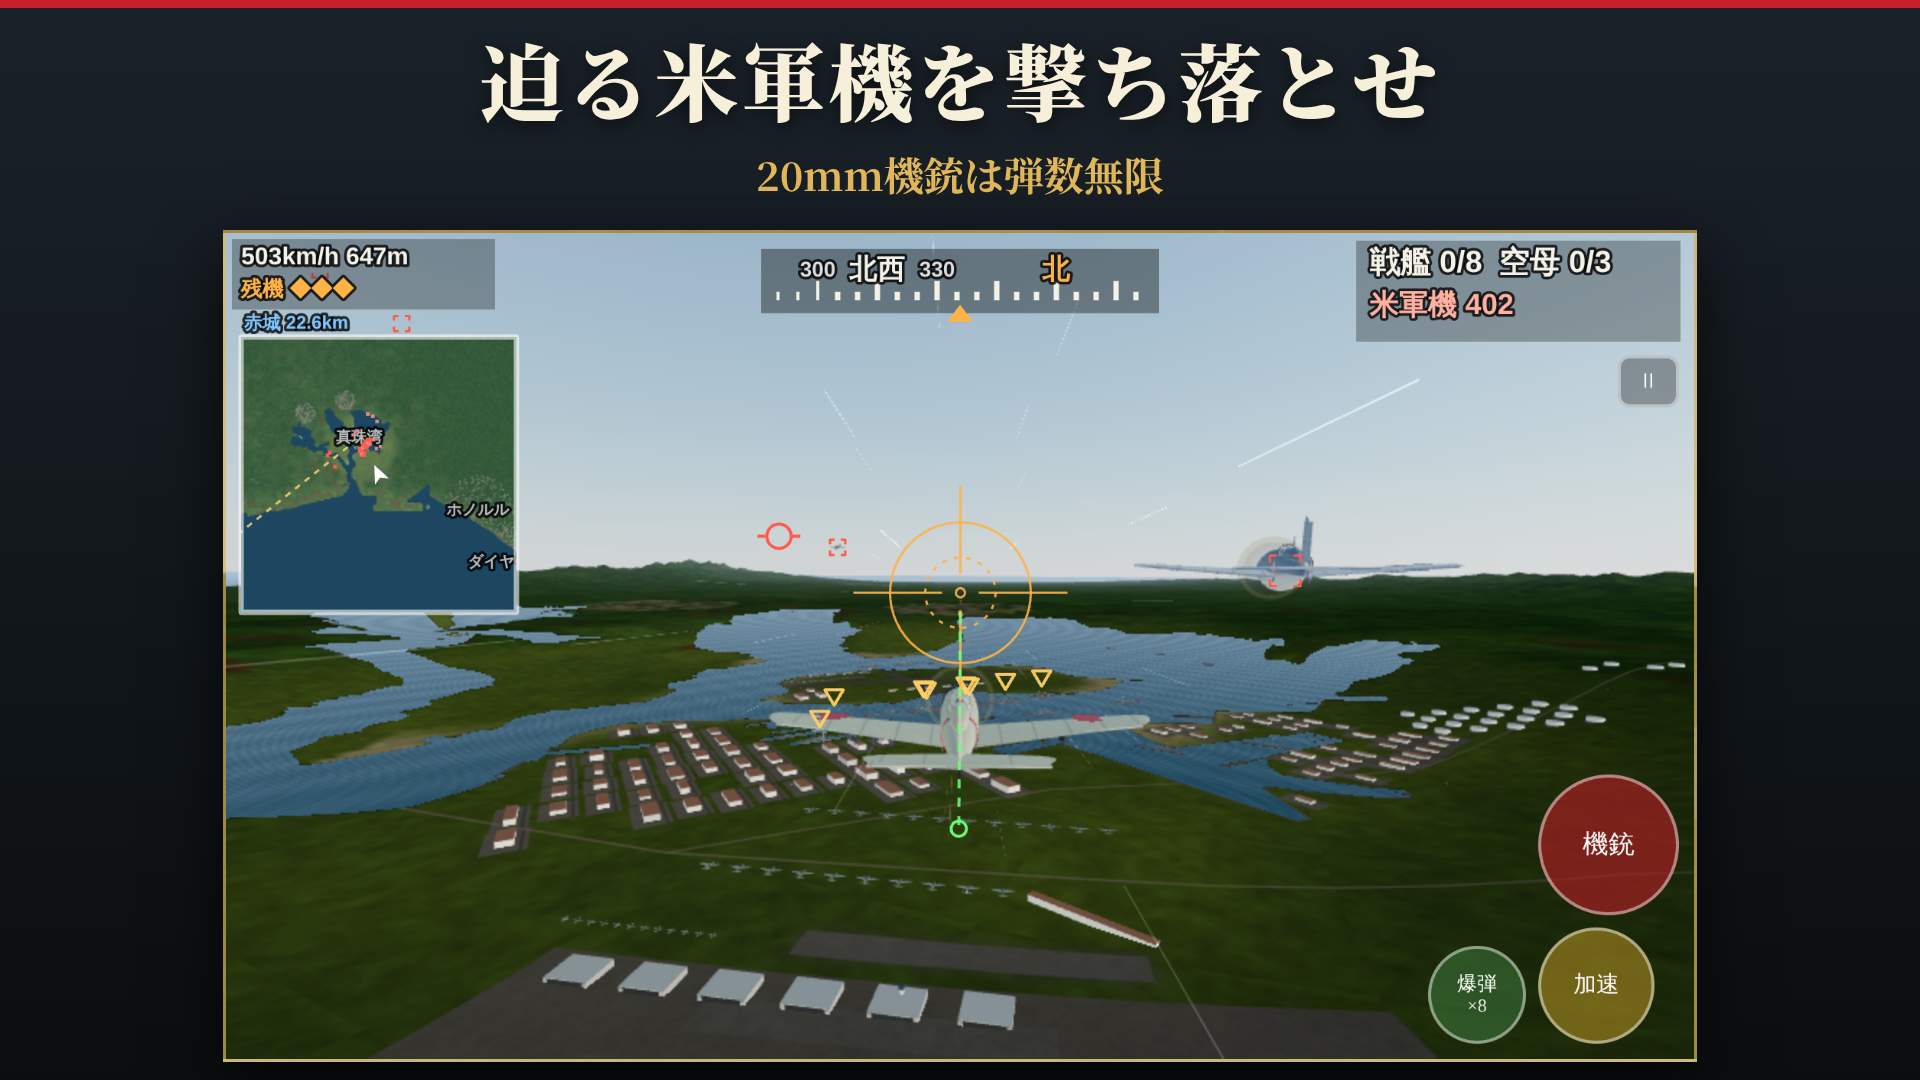 迫る米軍機を撃ち落とせ
20mm機銃は弾数無限
503km/h 647m
残機
赤城 22.6km
300 北西 330 北
戦艦 0/8 空母 0/3
米軍機 402
真珠湾
ホノルル
ダイヤ
機銃
爆弾
×8
加速